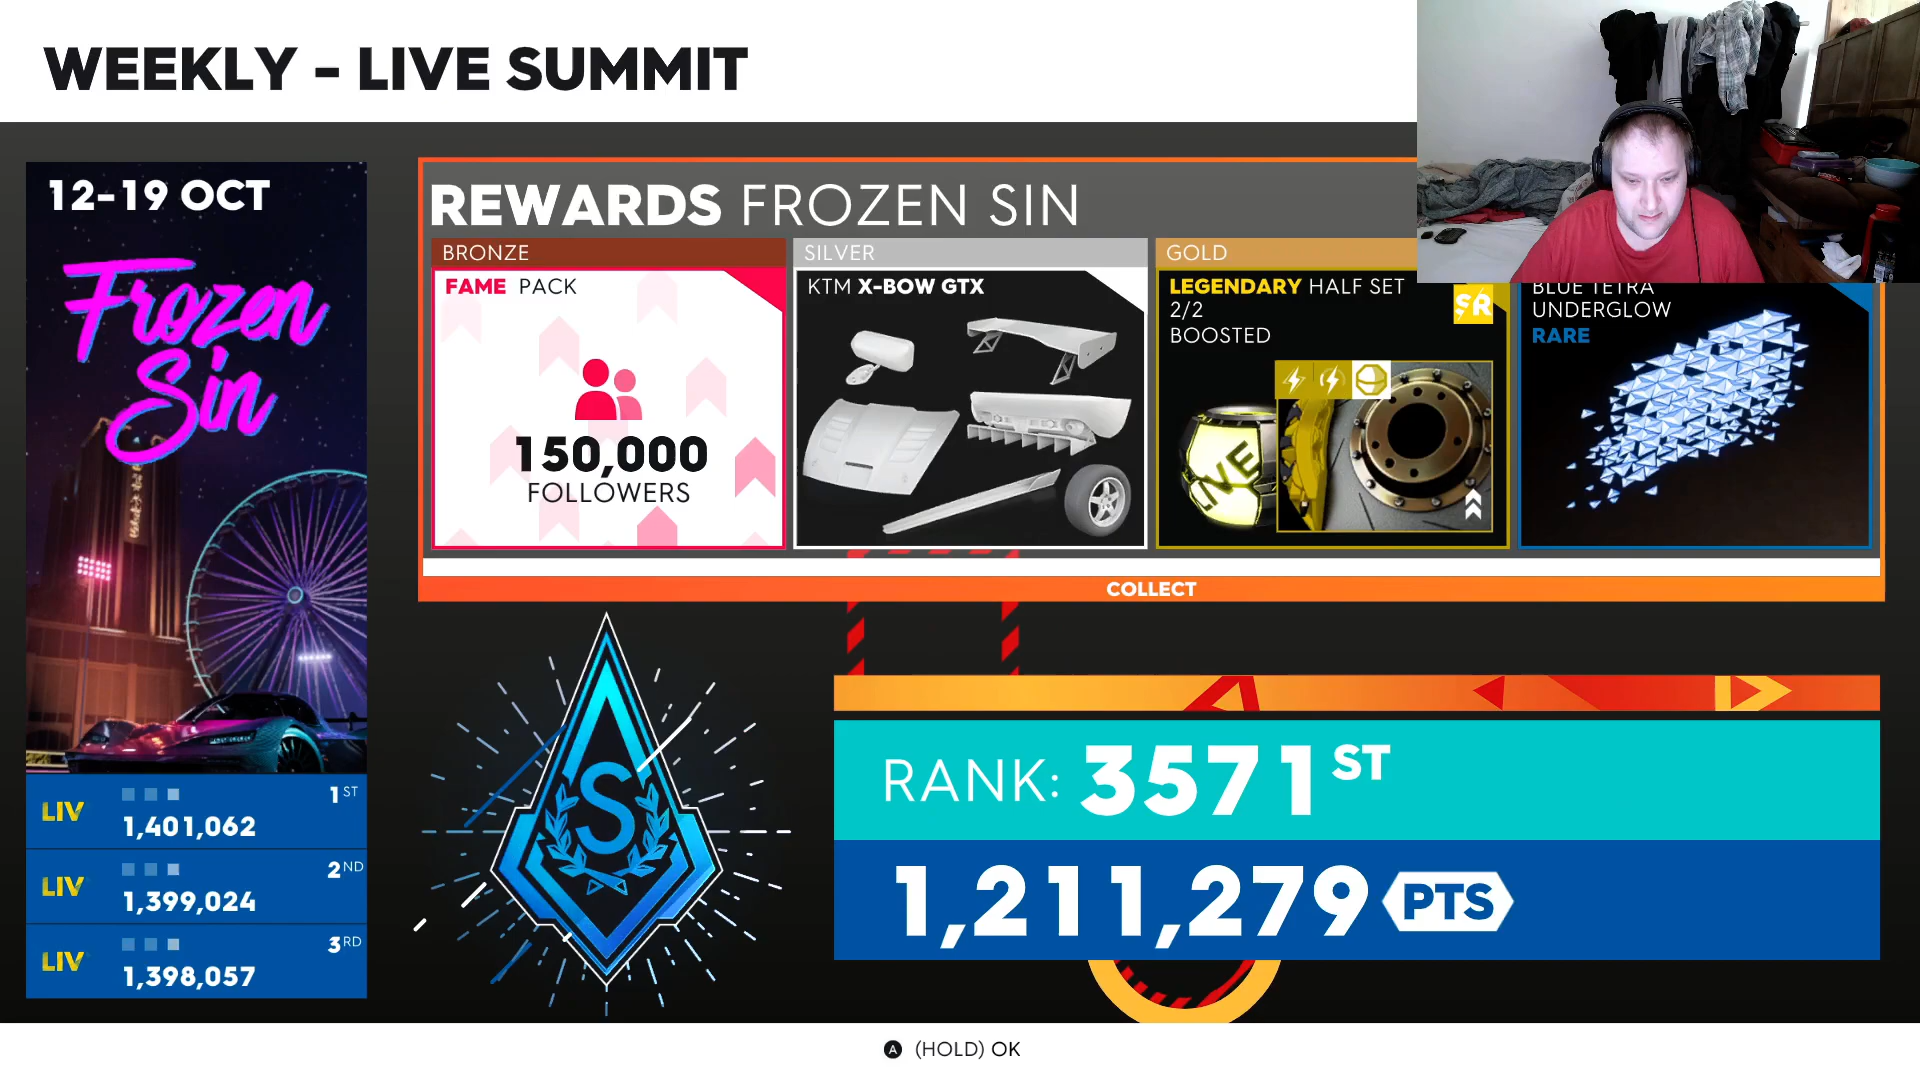 WEEKLY - LIVE SUMMIT
12-19 OCT
Frozen
Sin
LIV 1,401,062 1ST
LIV 1,399,024 2ND
LIV 1,398,057 3RD
REWARDS FROZEN SIN
BRONZE
FAME PACK
150,000
FOLLOWERS
SILVER
KTM X-BOW GTX
GOLD
LEGENDARY HALF SET
2/2
BOOSTED
SR
LIVE
BLUE TETRA
UNDERGLOW
RARE
COLLECT
S
RANK: 3571ST
1,211,279 PTS
A (HOLD) OK